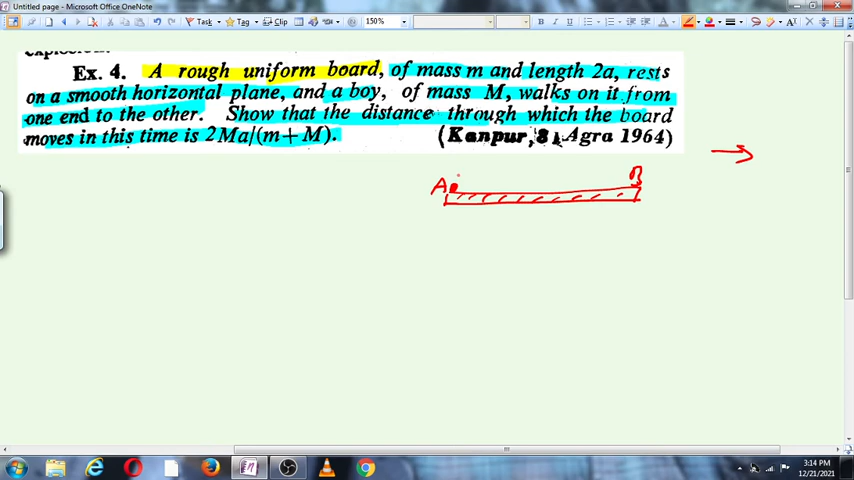 Untitled page - Microsoft Office OneNote
Task
Tag
Clip
150%
B I U
Ex. 4. A rough uniform board, of mass m and length 2a, rests
on a smooth horizontal plane, and a boy, of mass M, walks on it from
one end to the other. Show that the distance through which the board
moves in this time is 2Ma/(m+M).
(Kanpur, 81, Agra 1964)
A
B
3:14 PM
12/21/2021